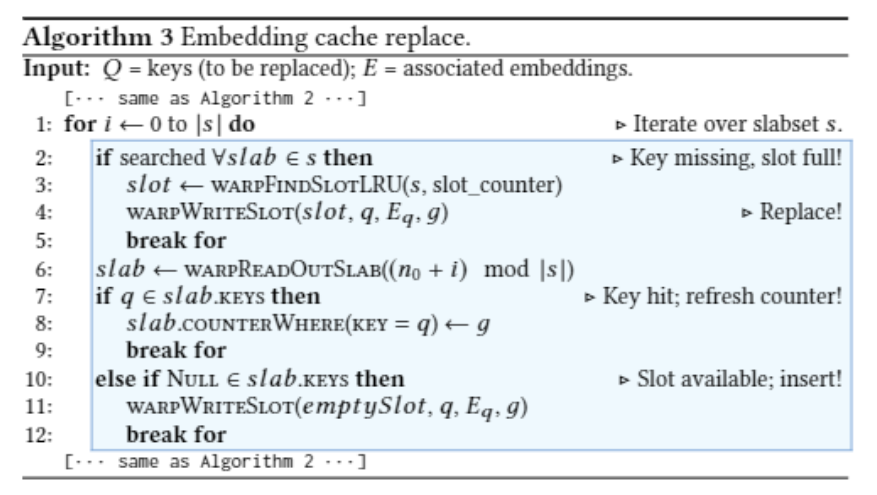 Algorithm 3 Embedding cache replace.
Input: Q = keys (to be replaced); E = associated embeddings.
[··· same as Algorithm 2 ···]
1: for i ← 0 to |s| do ▹ Iterate over slabset s.
2: if searched ∀slab ∈ s then ▹ Key missing, slot full!
3: slot ← warpFindSlotLRU(s, slot_counter)
4: warpWriteSlot(slot, q, E_q, g) ▹ Replace!
5: break for
6: slab ← warpReadOutSlab((n₀ + i) mod |s|)
7: if q ∈ slab.keys then ▹ Key hit; refresh counter!
8: slab.counterWhere(key = q) ← g
9: break for
10: else if Null ∈ slab.keys then ▹ Slot available; insert!
11: warpWriteSlot(emptySlot, q, E_q, g)
12: break for
[··· same as Algorithm 2 ···]